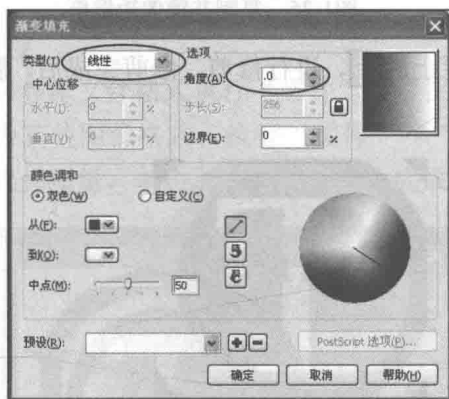 渐变填充
类型(T): 线性
选项
中心位移
角度(A): .0
水平(I): 0 %
步长(S): 256
垂直(V): 0 %
边界(E): 0 %
颜色调和
双色(W) 自定义(C)
从(F):
到(O):
中点(M): 50
预设(R):
PostScript 选项(P)...
确定 取消 帮助(H)